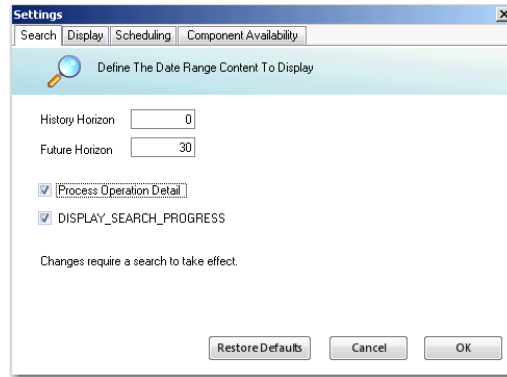 Settings
Search Display Scheduling Component Availability
Define The Date Range Content To Display
History Horizon 0
Future Horizon 30
Process Operation Detail
DISPLAY_SEARCH_PROGRESS
Changes require a search to take effect.
Restore Defaults Cancel OK